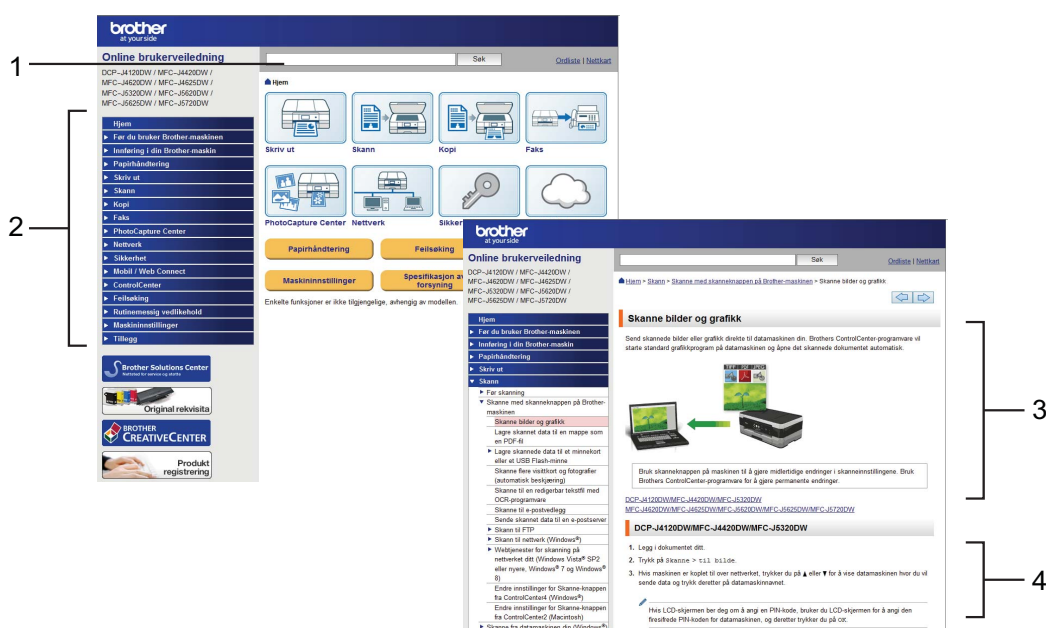 brother
at your side
Online brukerveiledning
DCP-J4120DW / MFC-J4420DW /
MFC-J4620DW / MFC-J4625DW /
MFC-J5320DW / MFC-J5620DW /
MFC-J5625DW / MFC-J5720DW
Søk
Ordliste | Nettkart
1
2
Hjem
Før du bruker Brother-maskinen
Innføring i din Brother-maskin
Papirhåndtering
Skriv ut
Skann
Kopi
Faks
PhotoCapture Center
Nettverk
Sikkerhet
Mobil / Web Connect
ControlCenter
Feilsøking
Rutinemessig vedlikehold
Maskininnstillinger
Tillegg
Brother Solutions Center
Nettsted for service og støtte
Original rekvisita
BROTHER
CREATIVECENTER
Produkt
registrering
Hjem
Skriv ut
Skann
Kopi
Faks
PhotoCapture Center
Nettverk
Sikker
Papirhåndtering
Feilsøking
Maskininnstillinger
Spesifikasjon av
forsyning
Enkelte funksjoner er ikke tilgjengelige, avhengig av modellen.
brother
at your side
Online brukerveiledning
DCP-J4120DW / MFC-J4420DW /
MFC-J4620DW / MFC-J4625DW /
MFC-J5320DW / MFC-J5620DW /
MFC-J5625DW / MFC-J5720DW
Søk
Ordliste | Nettkart
Hjem
Før du bruker Brother-maskinen
Innføring i din Brother-maskin
Papirhåndtering
Skriv ut
Skann
Før skanning
Skanne med skanneknappen på Brother-
maskinen
Skanne bilder og grafikk
Lagre skannet data til en mappe som
en PDF-fil
Lagre skannede data til et minnekort
eller et USB Flash-minne
Skanne flere visittkort og fotografier
(automatisk beskjæring)
Skanne til en redigerbar tekstfil med
OCR-programvare
Skanne til e-postvedlegg
Sende skannet data til en e-postserver
Skann til FTP
Skann til nettverk (Windows®)
Webtjenester for skanning på
nettverket ditt (Windows Vista® SP2
eller nyere, Windows® 7 og Windows®
8)
Endre innstillinger for Skanne-knappen
fra ControlCenter4 (Windows®)
Endre innstillinger for Skanne-knappen
fra ControlCenter2 (Macintosh)
Skanne fra datamaskinen din (Windows®)
Hjem > Skann > Skanne med skanneknappen på Brother-maskinen > Skanne bilder og grafikk
Skanne bilder og grafikk
Send skannede bilder eller grafikk direkte til datamaskinen din. Brothers ControlCenter-programvare vil
starte standard grafikkprogram på datamaskinen og åpne det skannede dokumentet automatisk.
TIFF PDF JPEG
Bruk skanneknappen på maskinen til å gjøre midlertidige endringer i skanneinnstillingene. Bruk
Brothers ControlCenter-programvare for å gjøre permanente endringer.
DCP-J4120DW/MFC-J4420DW/MFC-J5320DW
MFC-J4620DW/MFC-J4625DW/MFC-J5620DW/MFC-J5625DW/MFC-J5720DW
DCP-J4120DW/MFC-J4420DW/MFC-J5320DW
1. Legg i dokumentet ditt.
2. Trykk på Skanne > til bilde.
3. Hvis maskinen er koplet til over nettverket, trykker du på ▲ eller ▼ for å vise datamaskinen hvor du vil
sende data og trykk deretter på datamaskinnavnet.
Hvis LCD-skjermen ber deg om å angi en PIN-kode, bruker du LCD-skjermen for å angi den
firesifrede PIN-koden for datamaskinen, og deretter trykker du på OK.
3
4